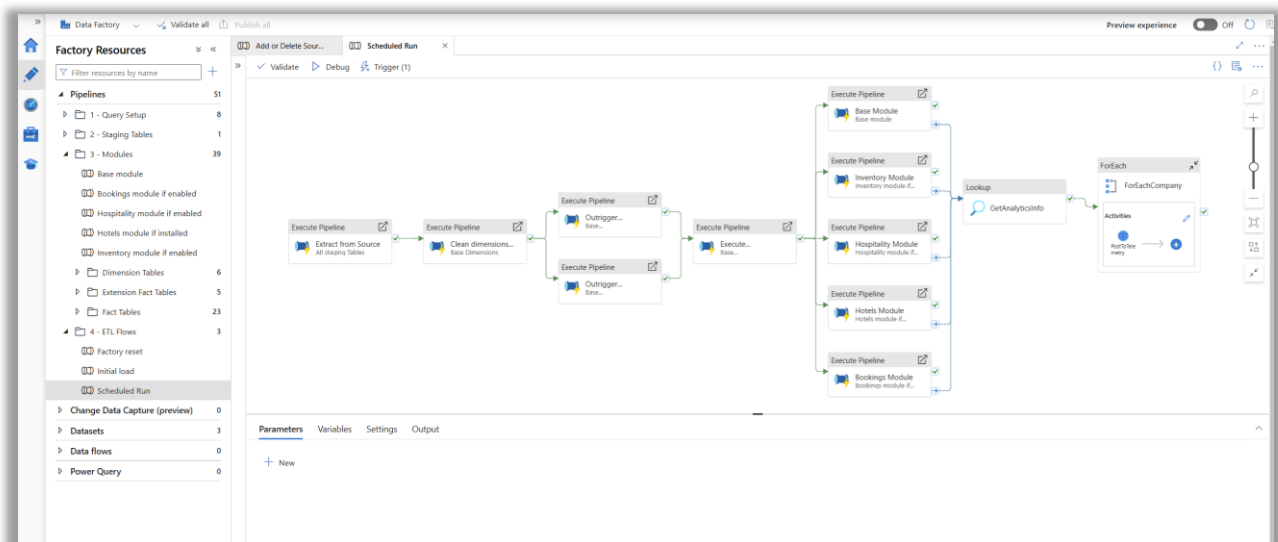 Data Factory Validate all Publish all Preview experience Off
Factory Resources
Filter resources by name
Pipelines 51
1 - Query Setup 8
2 - Staging Tables 1
3 - Modules 39
Base module
Bookings module if enabled
Hospitality module if enabled
Hotels module if installed
Inventory module if enabled
Dimension Tables 6
Extension Fact Tables 5
Fact Tables 23
4 - ETL Flows 3
Factory reset
Initial load
Scheduled Run
Change Data Capture (preview) 0
Datasets 3
Data flows 0
Power Query 0
Add or Delete Sour... Scheduled Run
Validate Debug Trigger (1)
Execute Pipeline
Extract from Source
All staging Tables
Execute Pipeline
Clean dimensions...
Base Dimensions
Execute Pipeline
Outrigger...
Base...
Execute Pipeline
Outrigger...
Base...
Execute Pipeline
Execute...
Base...
Execute Pipeline
Base Module
Base module
Execute Pipeline
Inventory Module
Inventory module if...
Execute Pipeline
Hospitality Module
Hospitality module if...
Execute Pipeline
Hotels Module
Hotels module if...
Execute Pipeline
Bookings Module
Bookings module if...
Lookup
GetAnalyticsInfo
ForEach
ForEachCompany
Activities
PostToTele
metry
Parameters Variables Settings Output
New